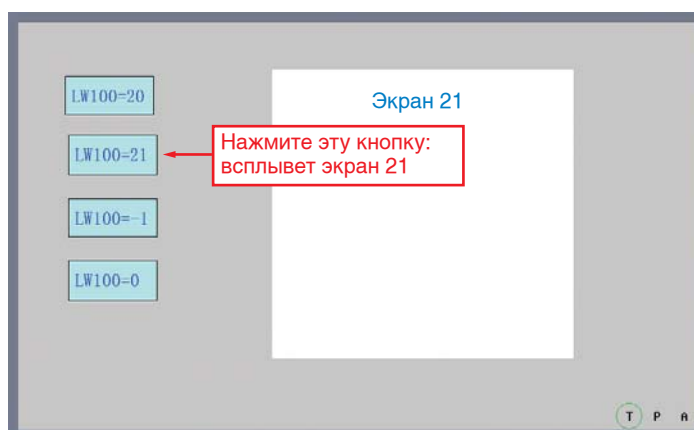 LW100=20
Экран 21
LW100=21
Нажмите эту кнопку:
всплывет экран 21
LW100=-1
LW100=0
T P A